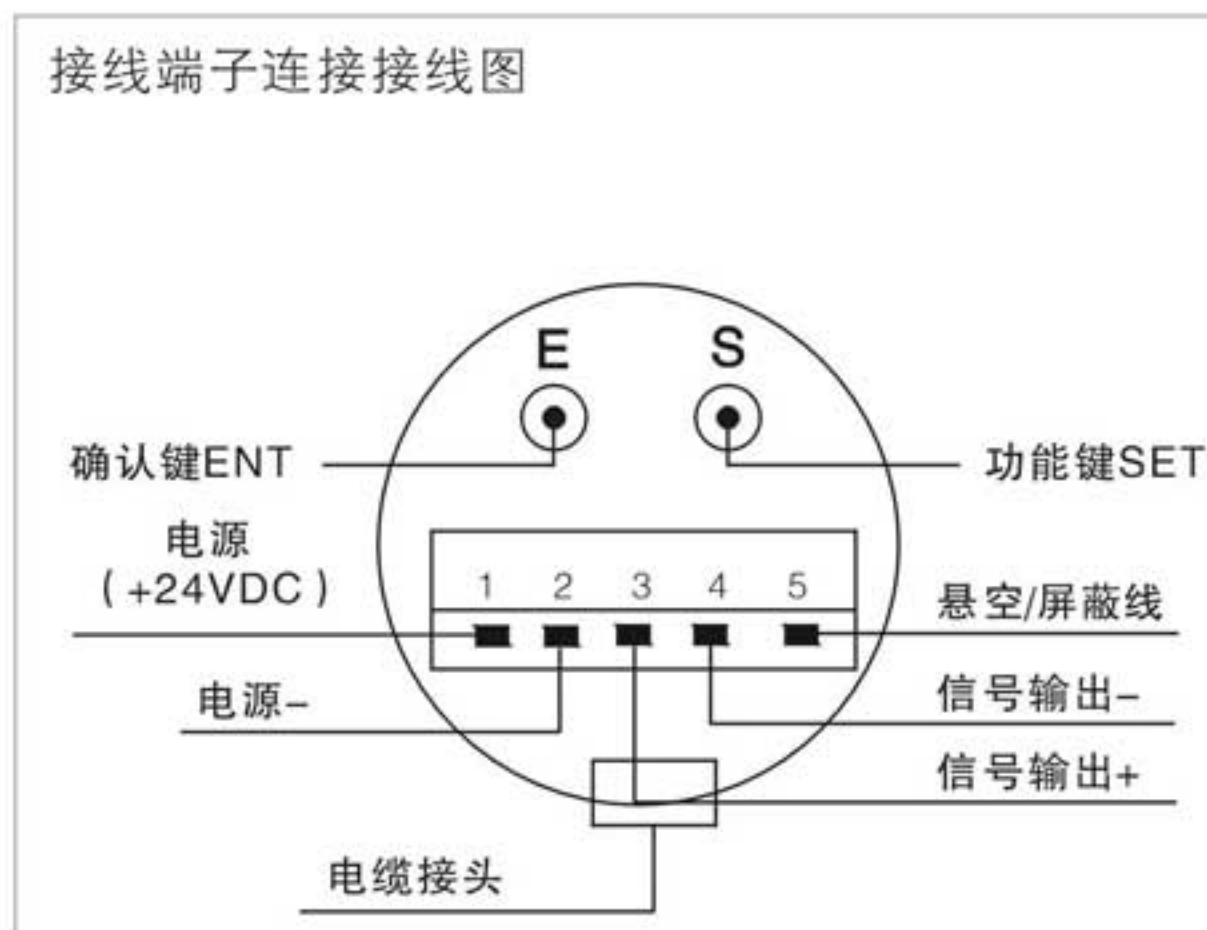 接线端子连接接线图
E S
确认键ENT
功能键SET
电源
(+24VDC)
1 2 3 4 5
悬空/屏蔽线
电源–
信号输出–
信号输出+
电缆接头